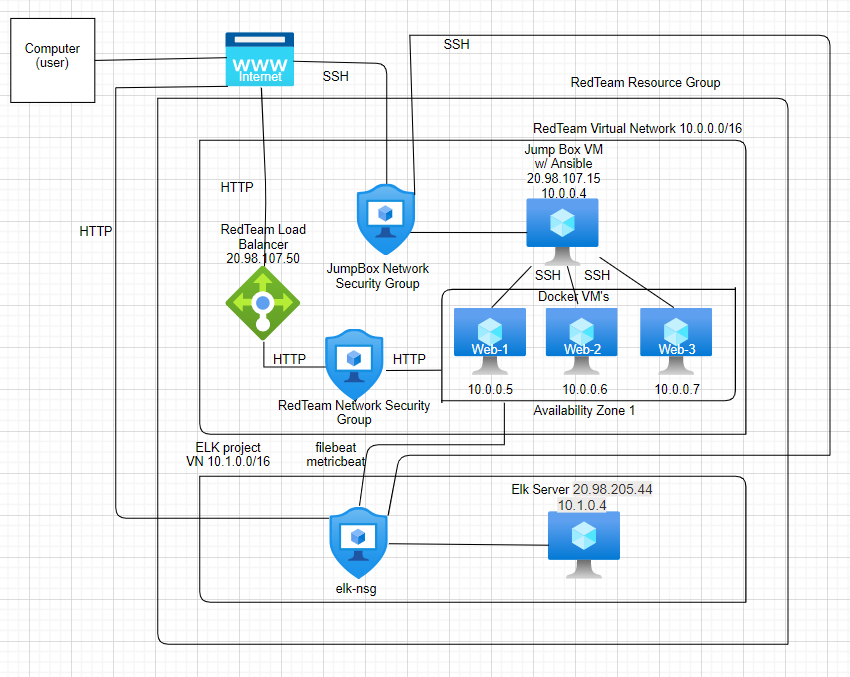 Computer
(user)
WWW
Internet
SSH
SSH
RedTeam Resource Group
RedTeam Virtual Network 10.0.0.0/16
Jump Box VM
w/ Ansible
20.98.107.15
10.0.0.4
HTTP
HTTP
RedTeam Load
Balancer
20.98.107.50
JumpBox Network
Security Group
SSH
SSH
Docker VM's
Web-1
Web-2
Web-3
HTTP
HTTP
10.0.0.5
10.0.0.6
10.0.0.7
RedTeam Network Security
Group
Availability Zone 1
ELK project
VN 10.1.0.0/16
filebeat
metricbeat
Elk Server 20.98.205.44
10.1.0.4
elk-nsg